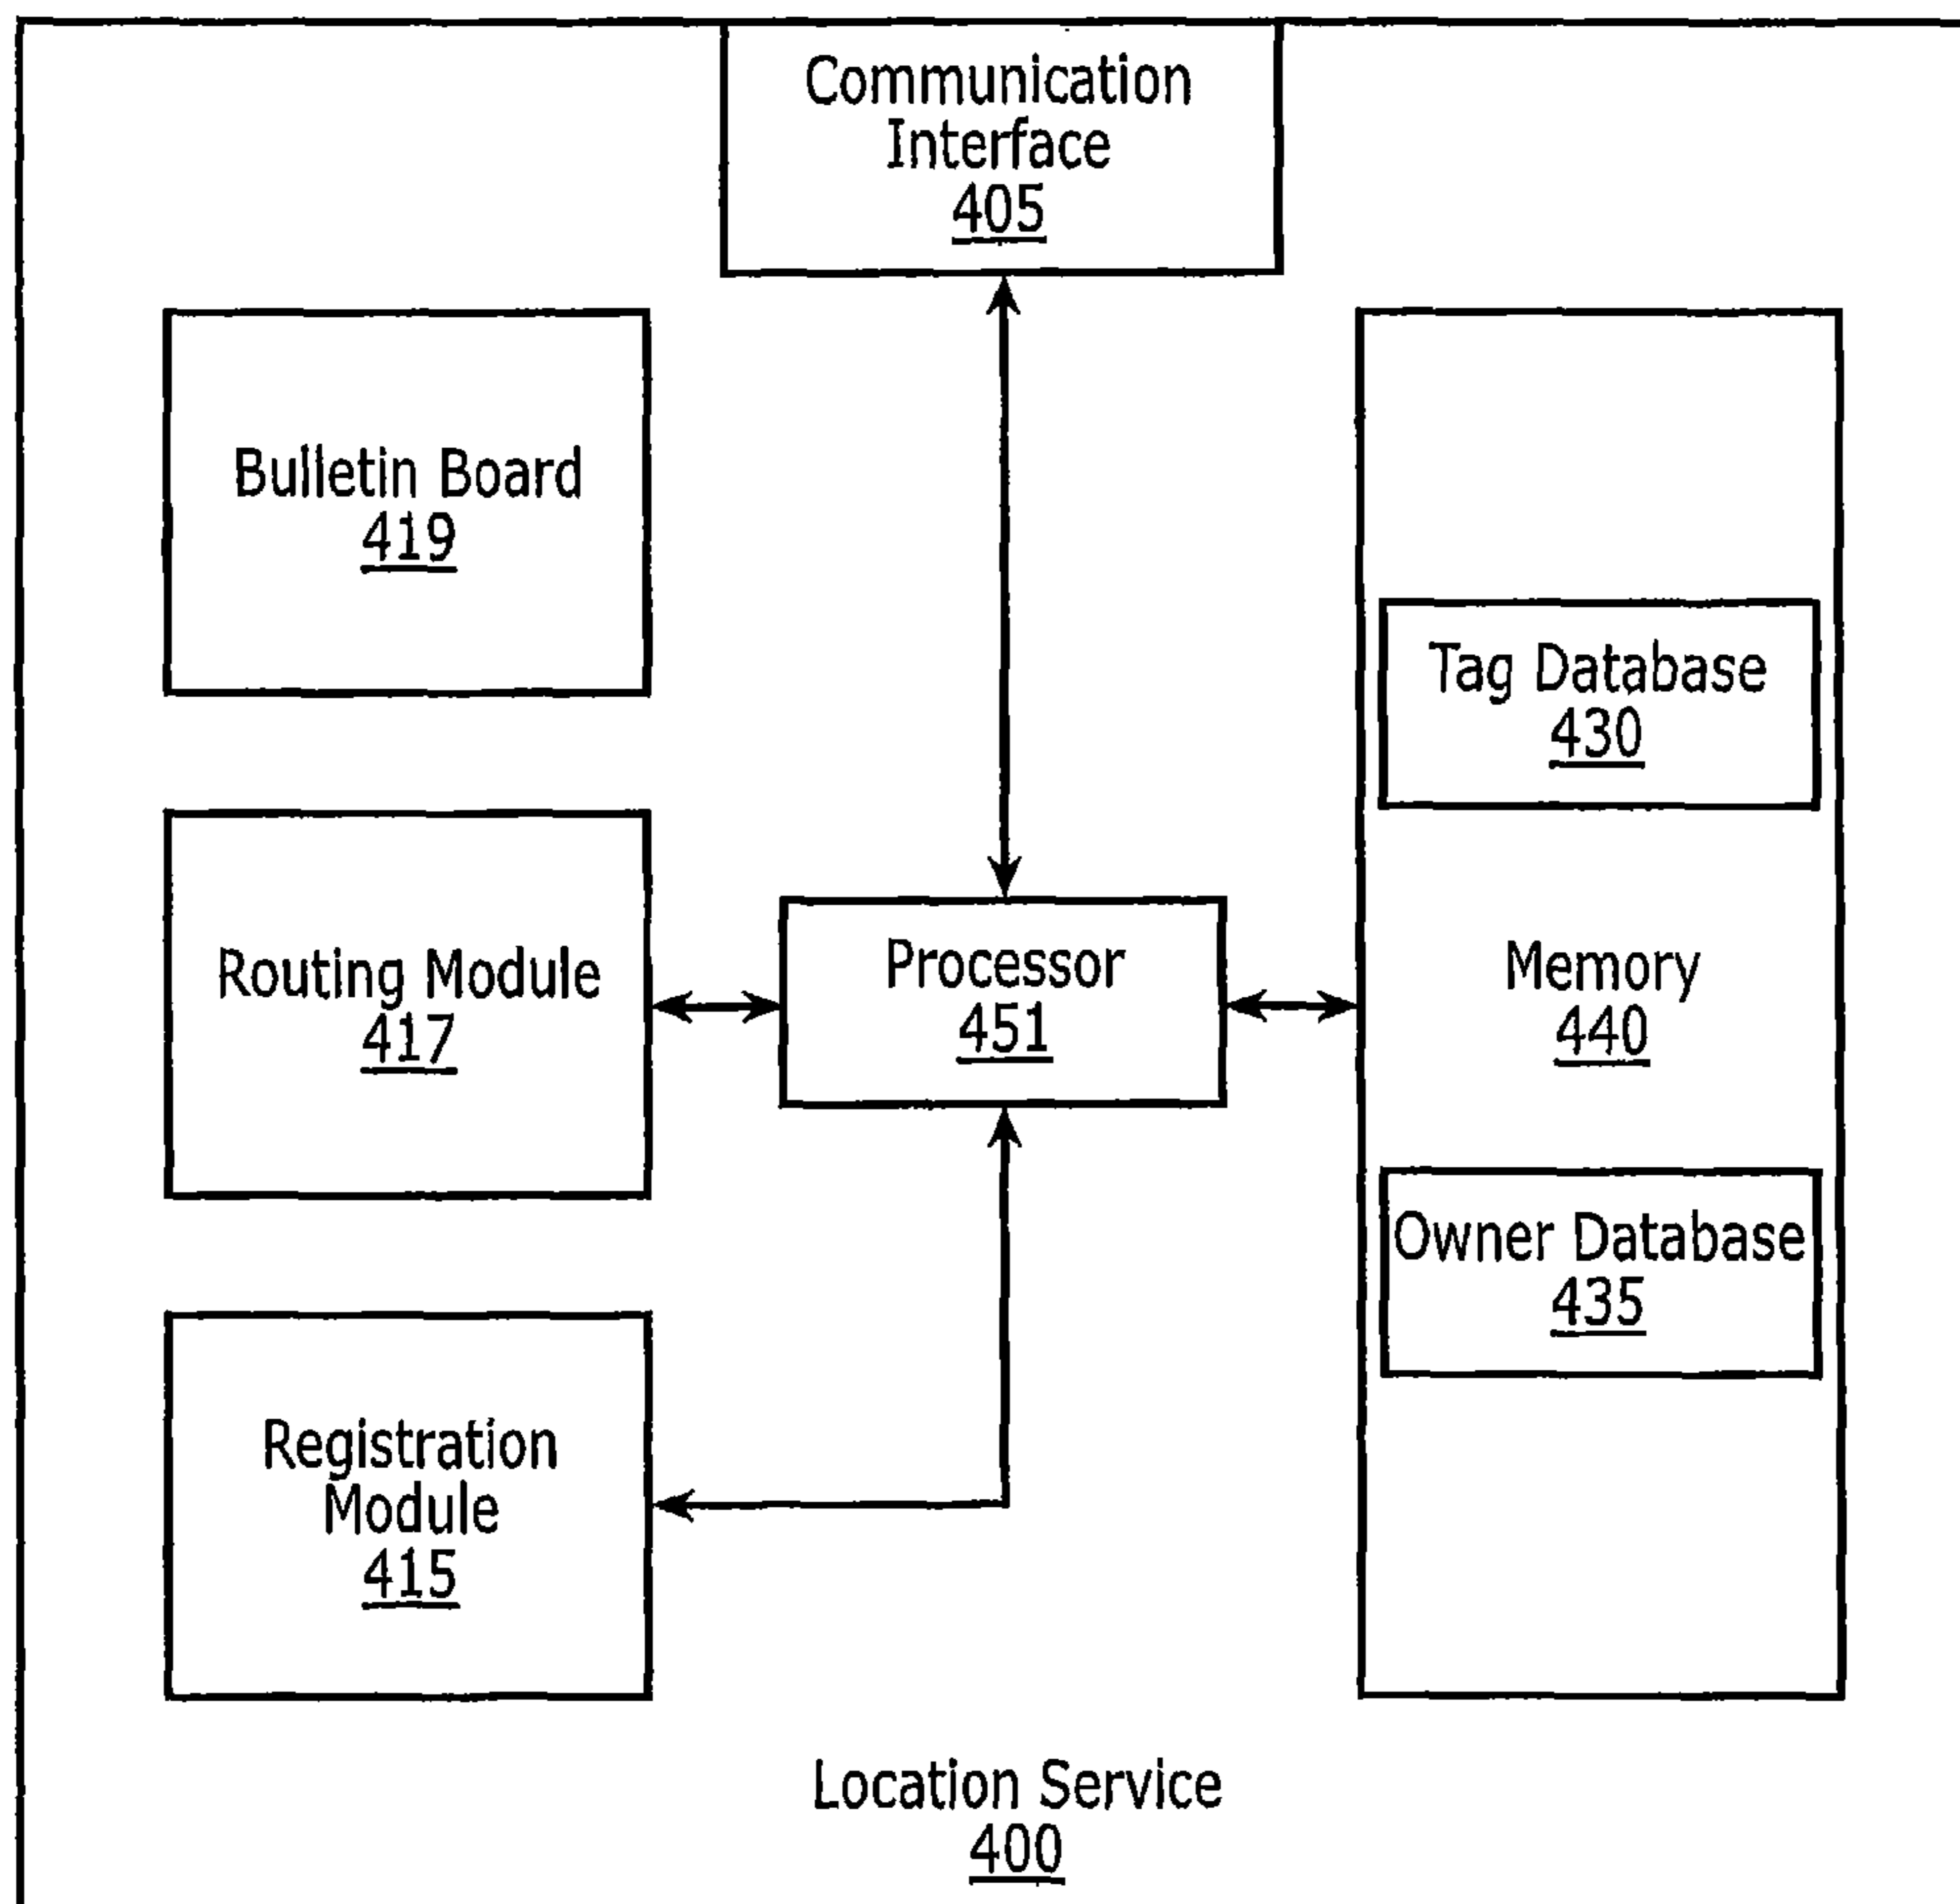 Communication
Interface
405
Bulletin Board
419
Tag Database
430
Routing Module
417
Processor
451
Memory
440
Owner Database
435
Registration
Module
415
Location Service
400